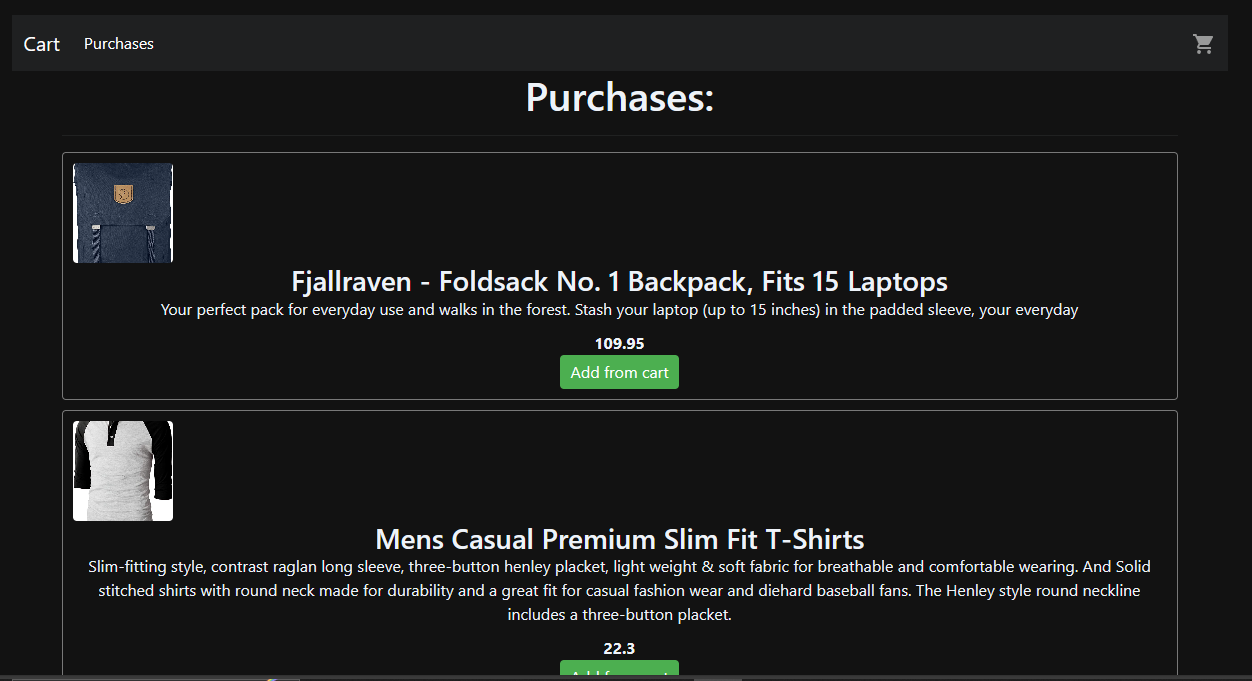 Cart Purchases
Purchases:
Fjallraven - Foldsack No. 1 Backpack, Fits 15 Laptops
Your perfect pack for everyday use and walks in the forest. Stash your laptop (up to 15 inches) in the padded sleeve, your everyday
109.95
Add from cart
Mens Casual Premium Slim Fit T-Shirts
Slim-fitting style, contrast raglan long sleeve, three-button henley placket, light weight & soft fabric for breathable and comfortable wearing. And Solid
stitched shirts with round neck made for durability and a great fit for casual fashion wear and diehard baseball fans. The Henley style round neckline
includes a three-button placket.
22.3
Add from cart